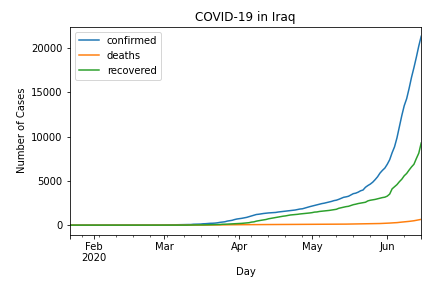 COVID-19 in Iraq
confirmed
deaths
recovered
Number of Cases
20000
15000
10000
5000
0
Feb Mar Apr May Jun
2020
Day